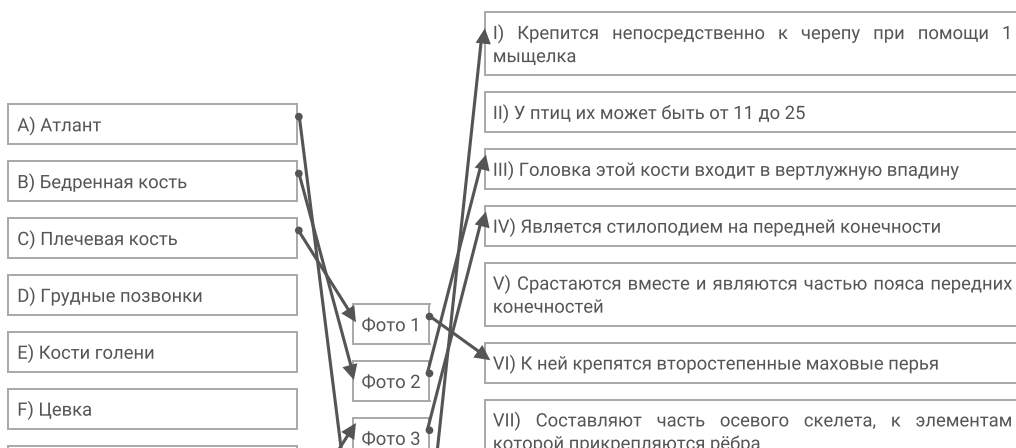 A) Атлант
B) Бедренная кость
C) Плечевая кость
D) Грудные позвонки
E) Кости голени
F) Цевка
Фото 1
Фото 2
Фото 3
I) Крепится непосредственно к черепу при помощи 1
мыщелка
II) У птиц их может быть от 11 до 25
III) Головка этой кости входит в вертлужную впадину
IV) Является стилоподием на передней конечности
V) Срастаются вместе и являются частью пояса передних
конечностей
VI) К ней крепятся второстепенные маховые перья
VII) Составляют часть осевого скелета, к элементам
которой прикрепляются рёбра